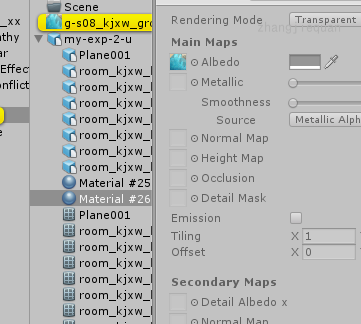 _xx
thy
Effect
onflict
e
Scene
g-s08_kjxw_gro
my-exp-2-u
Plane001
room_kjxw_l
room_kjxw_l
room_kjxw_l
room_kjxw_l
room_kjxw_l
room_kjxw_l
room_kjxw_l
Material #25
Material #26
Plane001
room_kjxw_l
room_kjxw_l
room_kjxw_l
room_kjxw_l
room_kjxw_l
room_kjxw_l
Rendering Mode
Transparent
Main Maps
Albedo
Metallic
Smoothness
Source
Metallic Alph
Normal Map
Height Map
Occlusion
Detail Mask
Emission
Tiling
X 1
Offset
X 0
Secondary Maps
Detail Albedo x
Normal Map